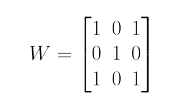 W = [1 0 1
0 1 0
1 0 1]